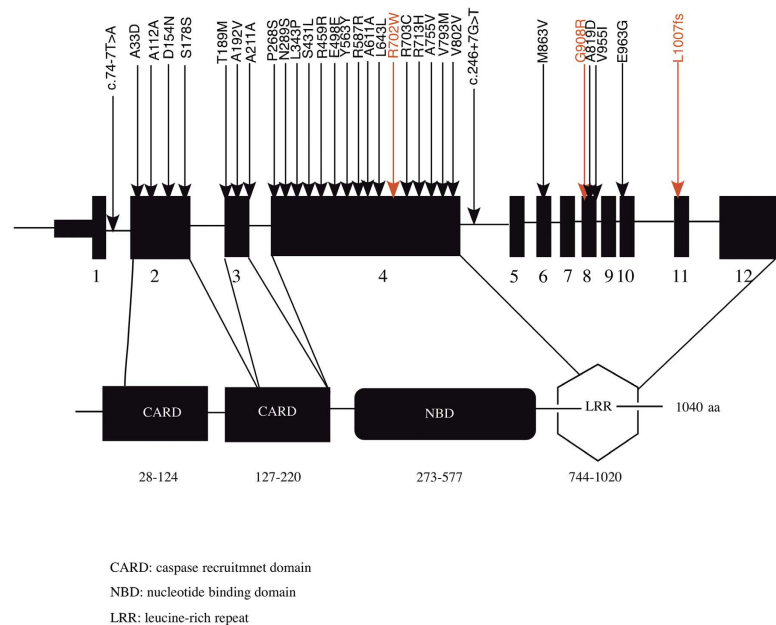 c.74-7T>A
A33D
A112A
D154N
S178S
T189M
A192V
A211A
P268S
N289S
L343P
S431L
R459R
E498E
Y563Y
R587R
A611A
L643L
R702W
R703C
R713H
A755V
V793M
V802V
c.246+7G>T
M863V
G908R
A819D
V955I
E963G
L1007fs
1 2 3 4 5 6 7 8 9 10 11 12
CARD CARD NBD LRR 1040 aa
28-124 127-220 273-577 744-1020
CARD: caspase recruitmnet domain
NBD: nucleotide binding domain
LRR: leucine-rich repeat